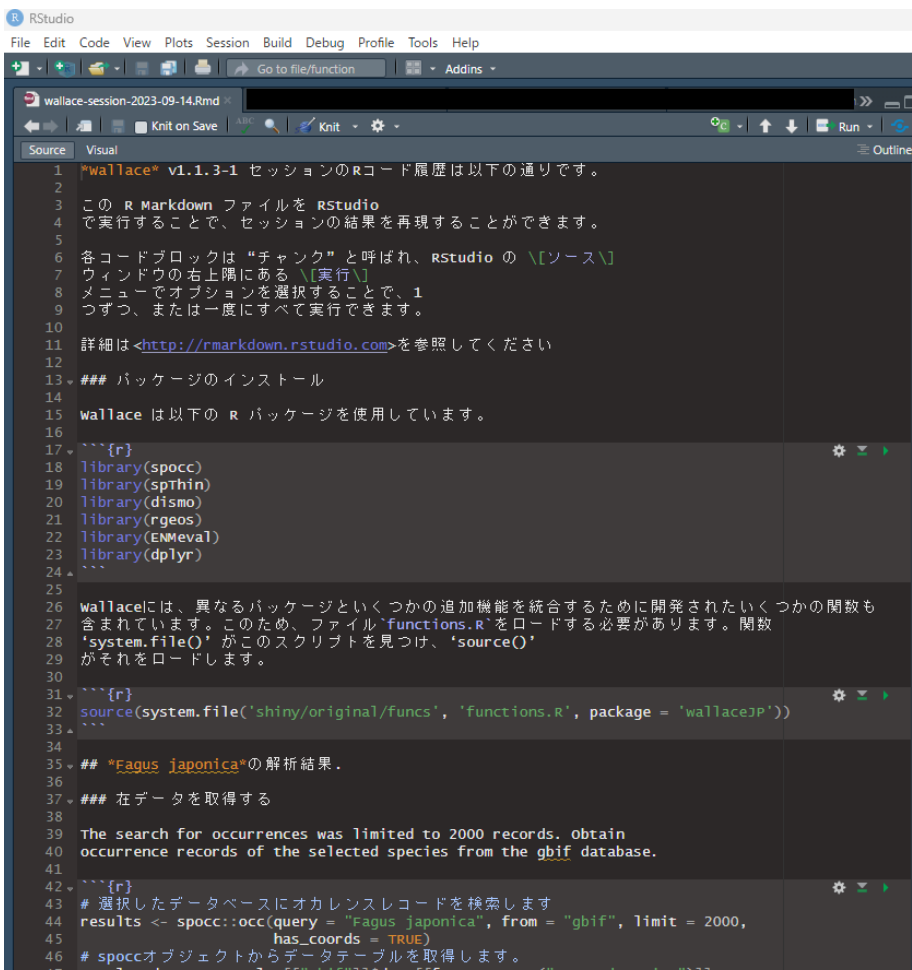 RStudio
File Edit Code View Plots Session Build Debug Profile Tools Help
Go to file/function Addins
wallace-session-2023-09-14.Rmd
Knit on Save ABC Knit Run
Source Visual Outline
1 *Wallace* v1.1.3-1 セッションのRコード履歴は以下の通りです。
2
3 この R Markdown ファイルを RStudio
4 で実行することで、セッションの結果を再現することができます。
5
6 各コードブロックは “チャンク” と呼ばれ、RStudio の \[ソース\]
7 ウィンドウの右上隅にある \[実行\]
8 メニューでオプションを選択することで、1
9 つずつ、または一度にすべて実行できます。
10
11 詳細は<http://rmarkdown.rstudio.com>を参照してください
12
13 ### パッケージのインストール
14
15 Wallace は以下の R パッケージを使用しています。
16
17 ```{r}
18 library(spocc)
19 library(spThin)
20 library(dismo)
21 library(rgeos)
22 library(ENMeval)
23 library(dplyr)
24 ```
25
26 Wallaceには、異なるパッケージといくつかの追加機能を統合するために開発されたいくつかの関数も
27 含まれています。このため、ファイル`functions.R`をロードする必要があります。関数
28 ‘system.file()’ がこのスクリプトを見つけ、‘source()’
29 がそれをロードします。
30
31 ```{r}
32 source(system.file('shiny/original/funcs', 'functions.R', package = 'wallaceJP'))
33 ```
34
35 ## *Fagus japonica*の解析結果.
36
37 ### 在データを取得する
38
39 The search for occurrences was limited to 2000 records. Obtain
40 occurrence records of the selected species from the gbif database.
41
42 ```{r}
43 # 選択したデータベースにオカレンスレコードを検索します
44 results <- spocc::occ(query = "Fagus japonica", from = "gbif", limit = 2000,
45 has_coords = TRUE)
46 # spoccオブジェクトからデータテーブルを取得します。